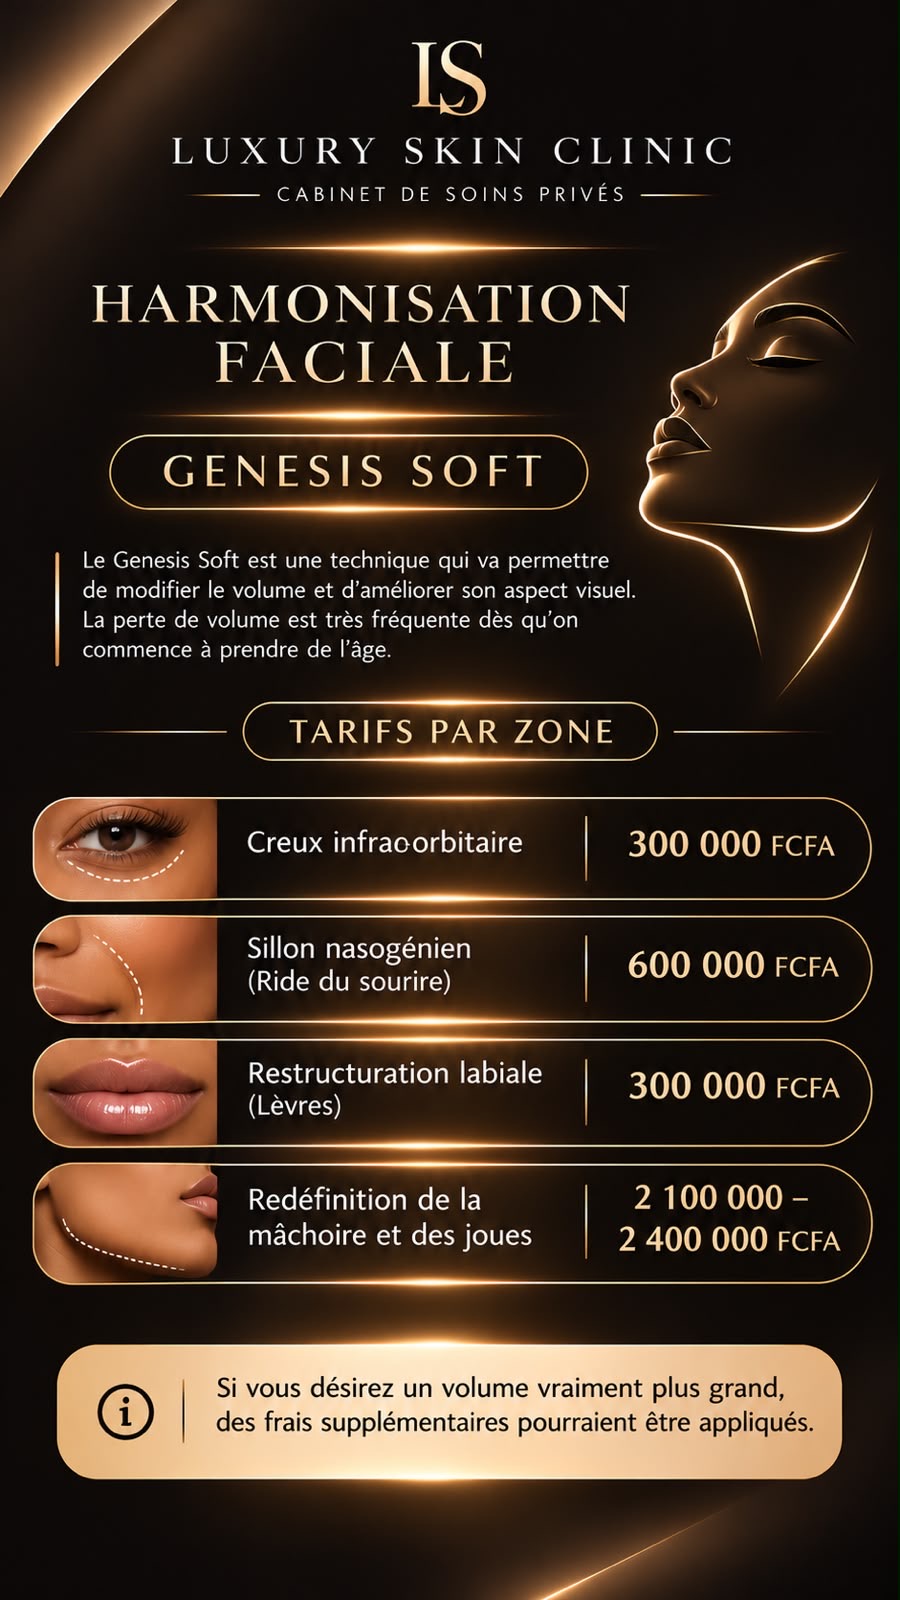 LS
LUXURY SKIN CLINIC
CABINET DE SOINS PRIVÉS
HARMONISATION
FACIALE
GENESIS SOFT
Le Genesis Soft est une technique qui va permettre
de modifier le volume et d’améliorer son aspect visuel.
La perte de volume est très fréquente dès qu’on
commence à prendre de l’âge.
TARIFS PAR ZONE
Creux infraoorbitaire
300 000 FCFA
Sillon nasogénien
(Ride du sourire)
600 000 FCFA
Restructuration labiale
(Lèvres)
300 000 FCFA
Redéfinition de la
mâchoire et des joues
2 100 000 –
2 400 000 FCFA
i
Si vous désirez un volume vraiment plus grand,
des frais supplémentaires pourraient être appliqués.